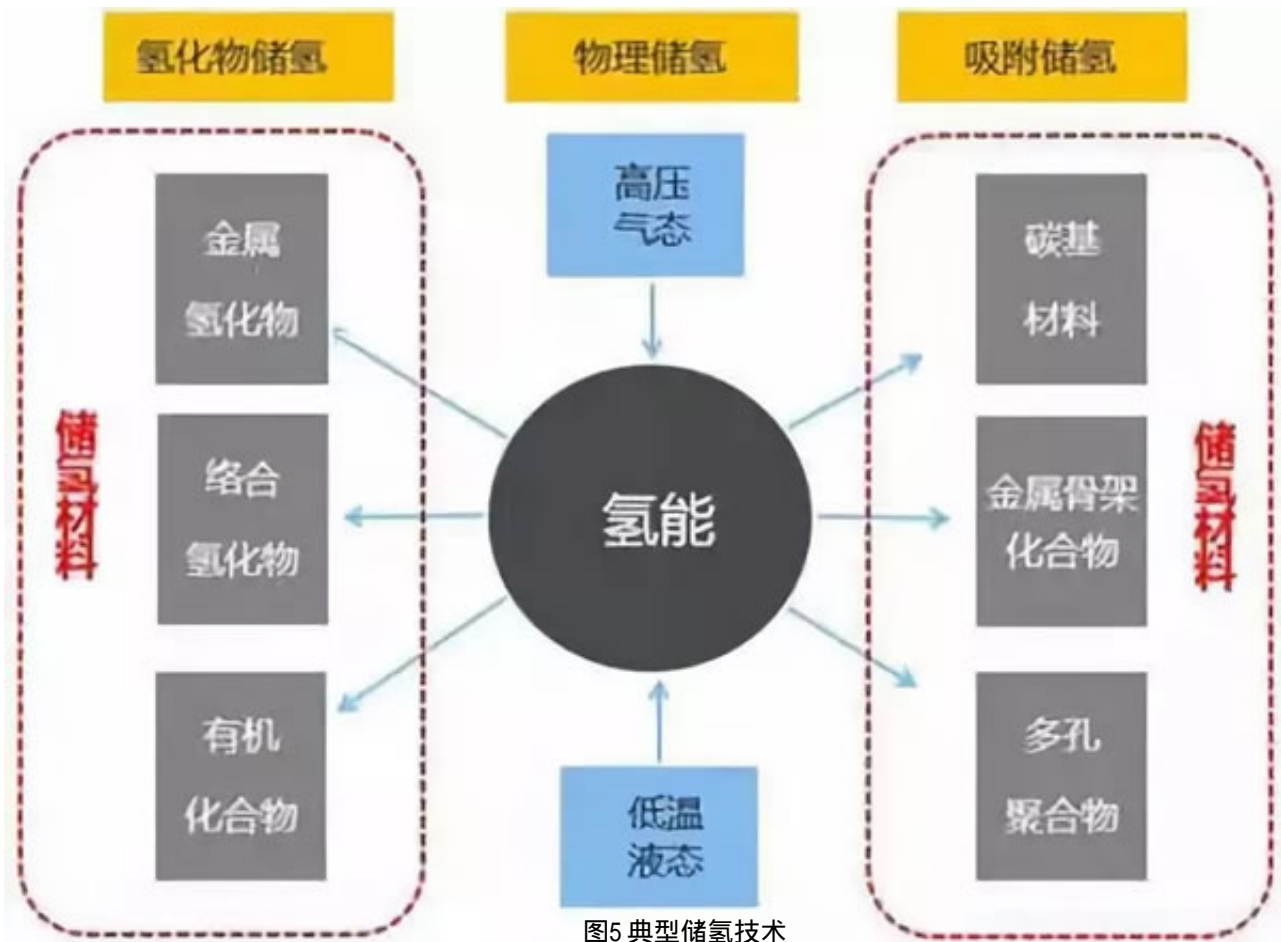 氢化物储氢
物理储氢
吸附储氢
高压
气态
金属
氢化物
碳基
材料
储氢材料
络合
氢化物
氢能
金属骨架
化合物
储氢材料
有机
化合物
低温
液态
多孔
聚合物
图5 典型储氢技术